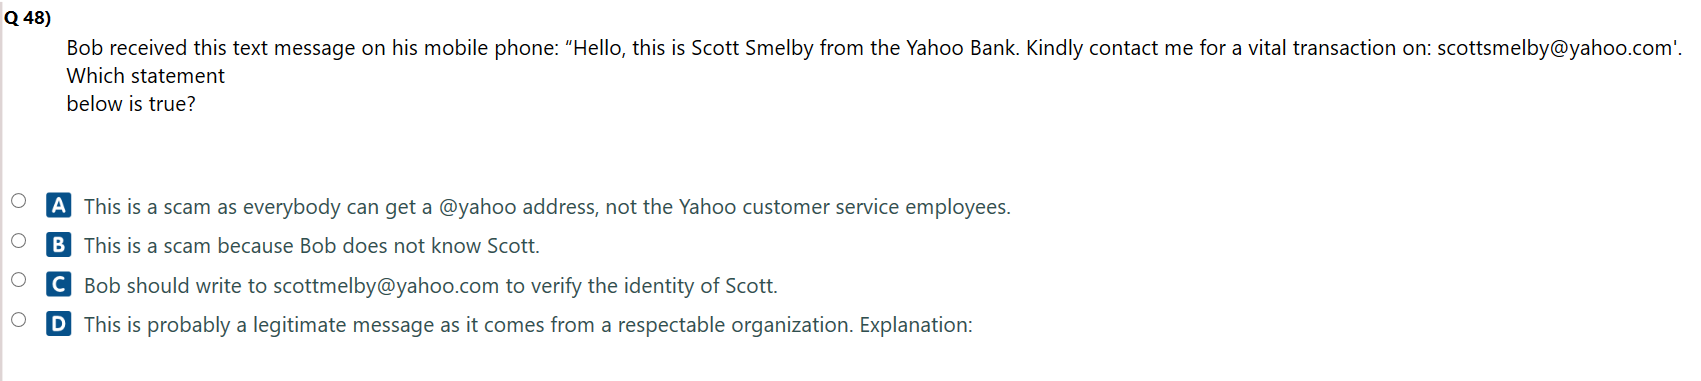 Q 48)
Bob received this text message on his mobile phone: “Hello, this is Scott Smelby from the Yahoo Bank. Kindly contact me for a vital transaction on: scottsmelby@yahoo.com'.
Which statement
below is true?
A This is a scam as everybody can get a @yahoo address, not the Yahoo customer service employees.
B This is a scam because Bob does not know Scott.
C Bob should write to scottmelby@yahoo.com to verify the identity of Scott.
D This is probably a legitimate message as it comes from a respectable organization. Explanation: